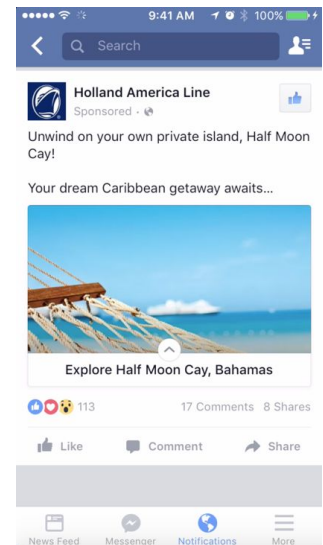 9:41 AM 100%
Search
Holland America Line
Sponsored ·
Unwind on your own private island, Half Moon
Cay!
Your dream Caribbean getaway awaits...
Explore Half Moon Cay, Bahamas
113 17 Comments 8 Shares
Like Comment Share
News Feed Messenger Notifications More